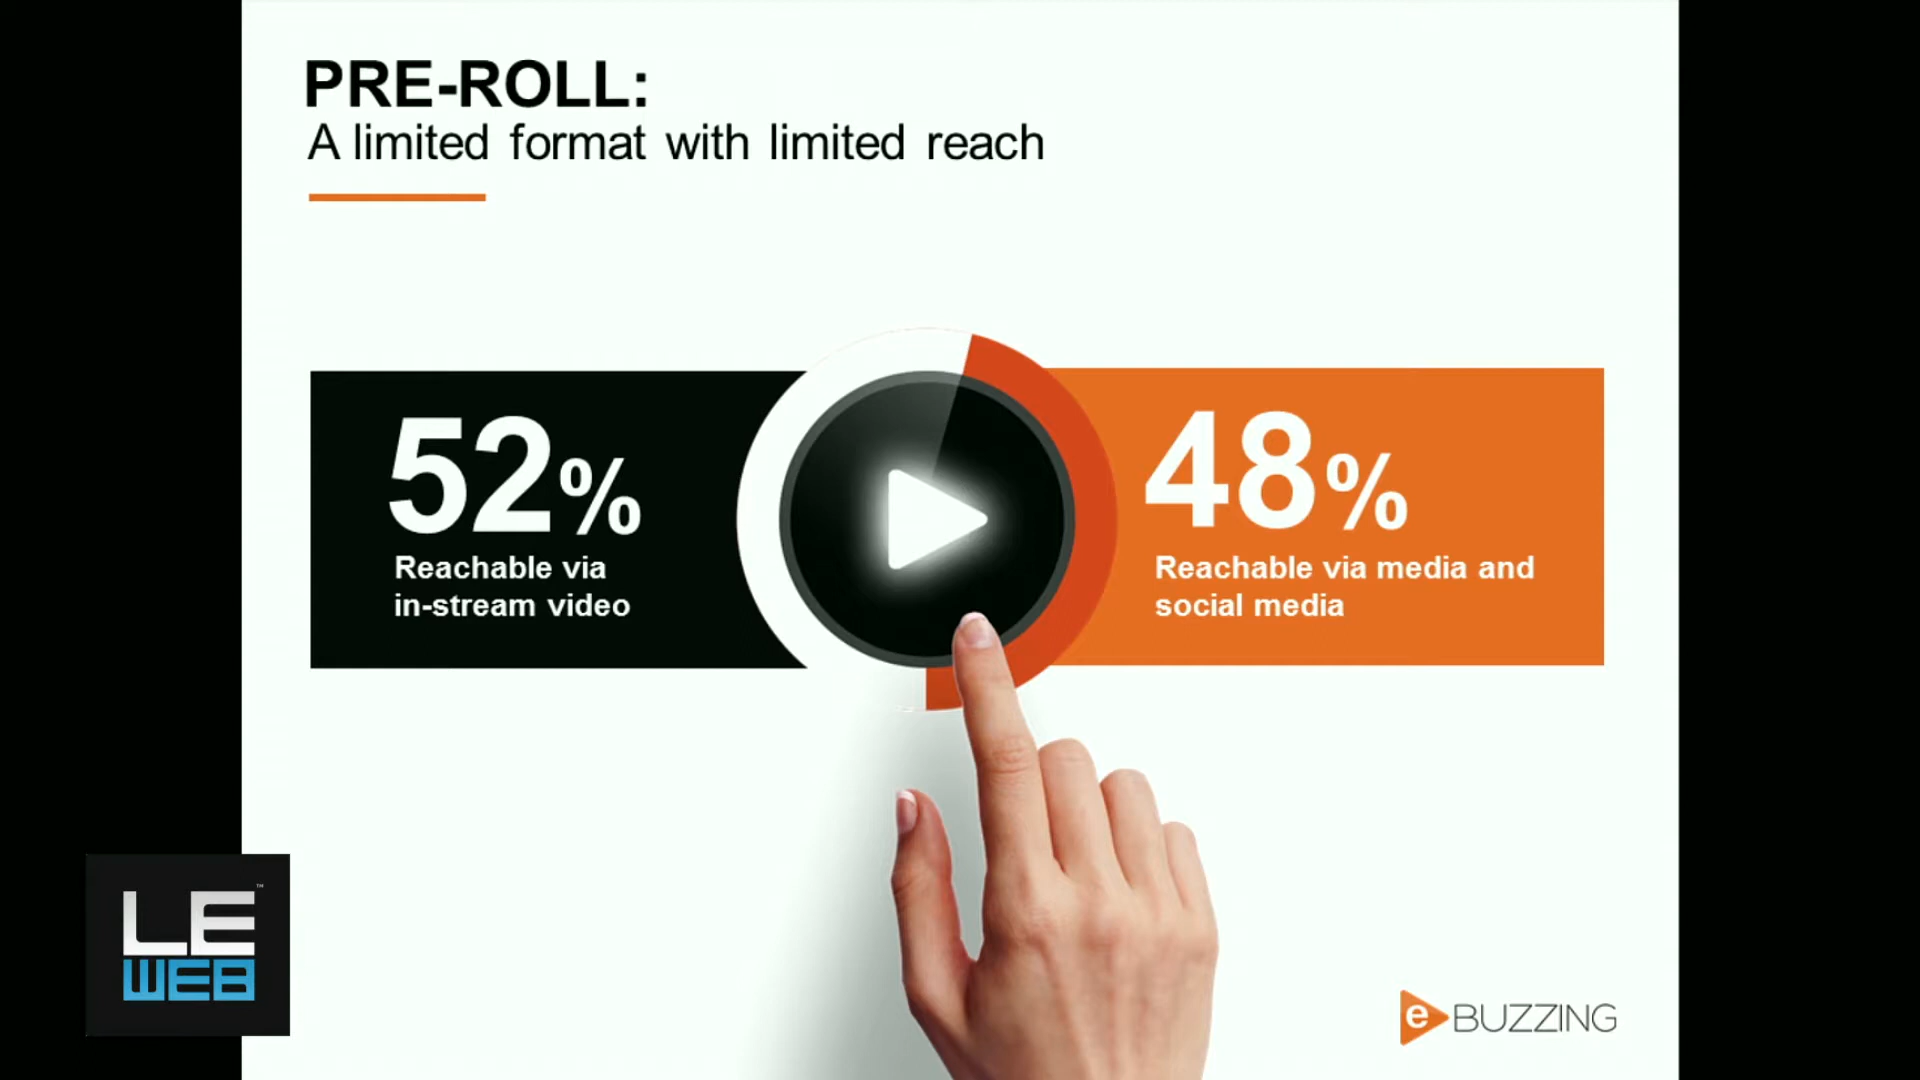 PRE-ROLL:
A limited format with limited reach
52%
Reachable via
in-stream video
48%
Reachable via media and
social media
LE™
WEB
e BUZZING